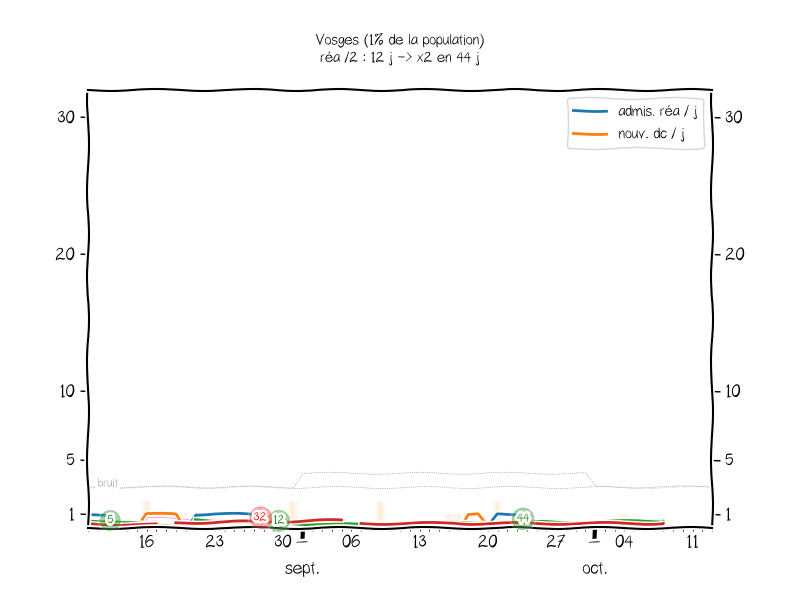 Vosges (1% de la population)
réa /2 : 12 j -> x2 en 44 j
admis. réa / j
nouv. dc / j
30 30
20 20
10 10
5 5
bruit
1 1
5 32 12 44
16 23 30 06 13 20 27 04 11
sept. oct.